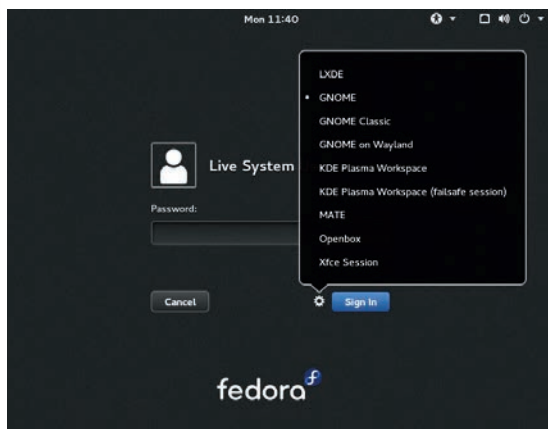 Mon 11:40
LXDE
GNOME
GNOME Classic
GNOME on Wayland
KDE Plasma Workspace
KDE Plasma Workspace (failsafe session)
MATE
Openbox
Xfce Session
Live System
Password:
Cancel
Sign In
fedora